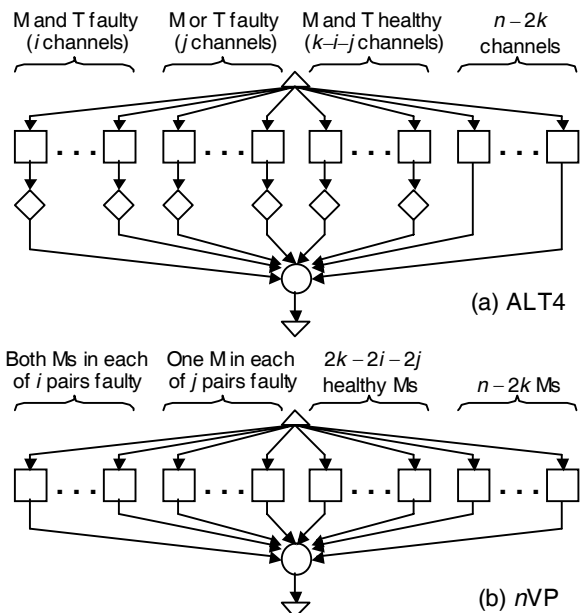 M and T faulty
(i channels)
M or T faulty
(j channels)
M and T healthy
(k–i–j channels)
n – 2k
channels
(a) ALT4
Both Ms in each
of i pairs faulty
One M in each
of j pairs faulty
2k – 2i – 2j
healthy Ms
n – 2k Ms
(b) nVP